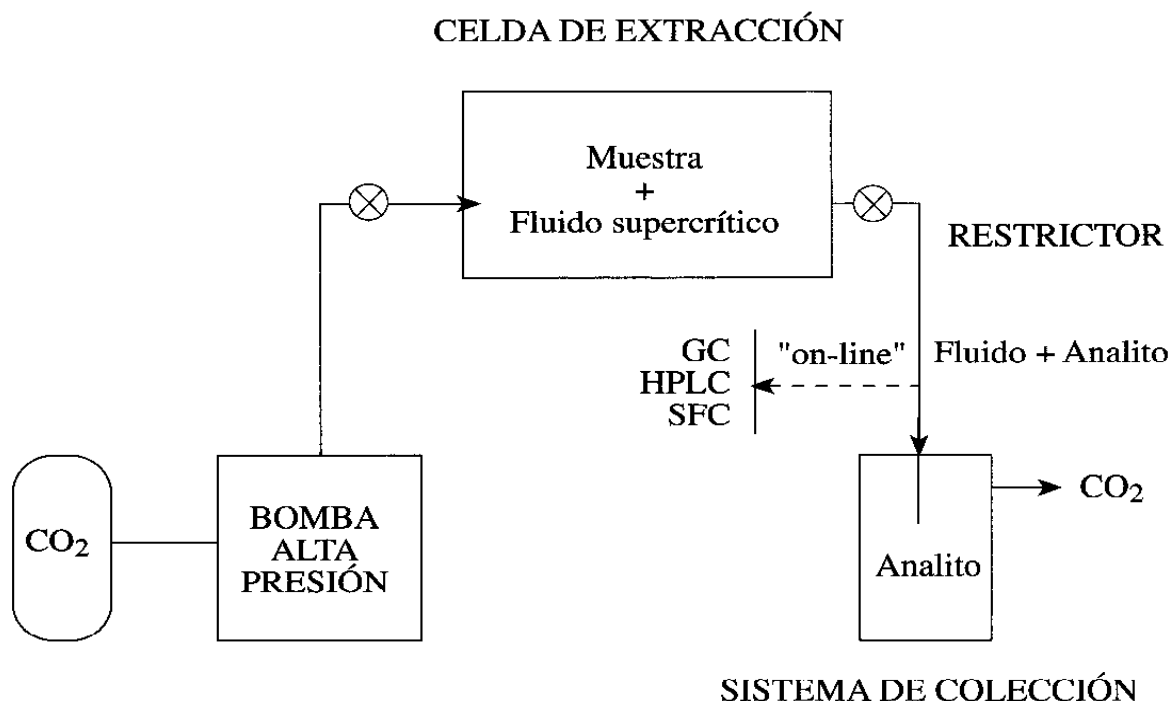 CELDA DE EXTRACCIÓN
Muestra
+
Fluido supercrítico
RESTRICTOR
GC
HPLC
SFC
"on-line"
Fluido + Analito
CO2
BOMBA
ALTA
PRESIÓN
Analito
CO2
SISTEMA DE COLECCIÓN